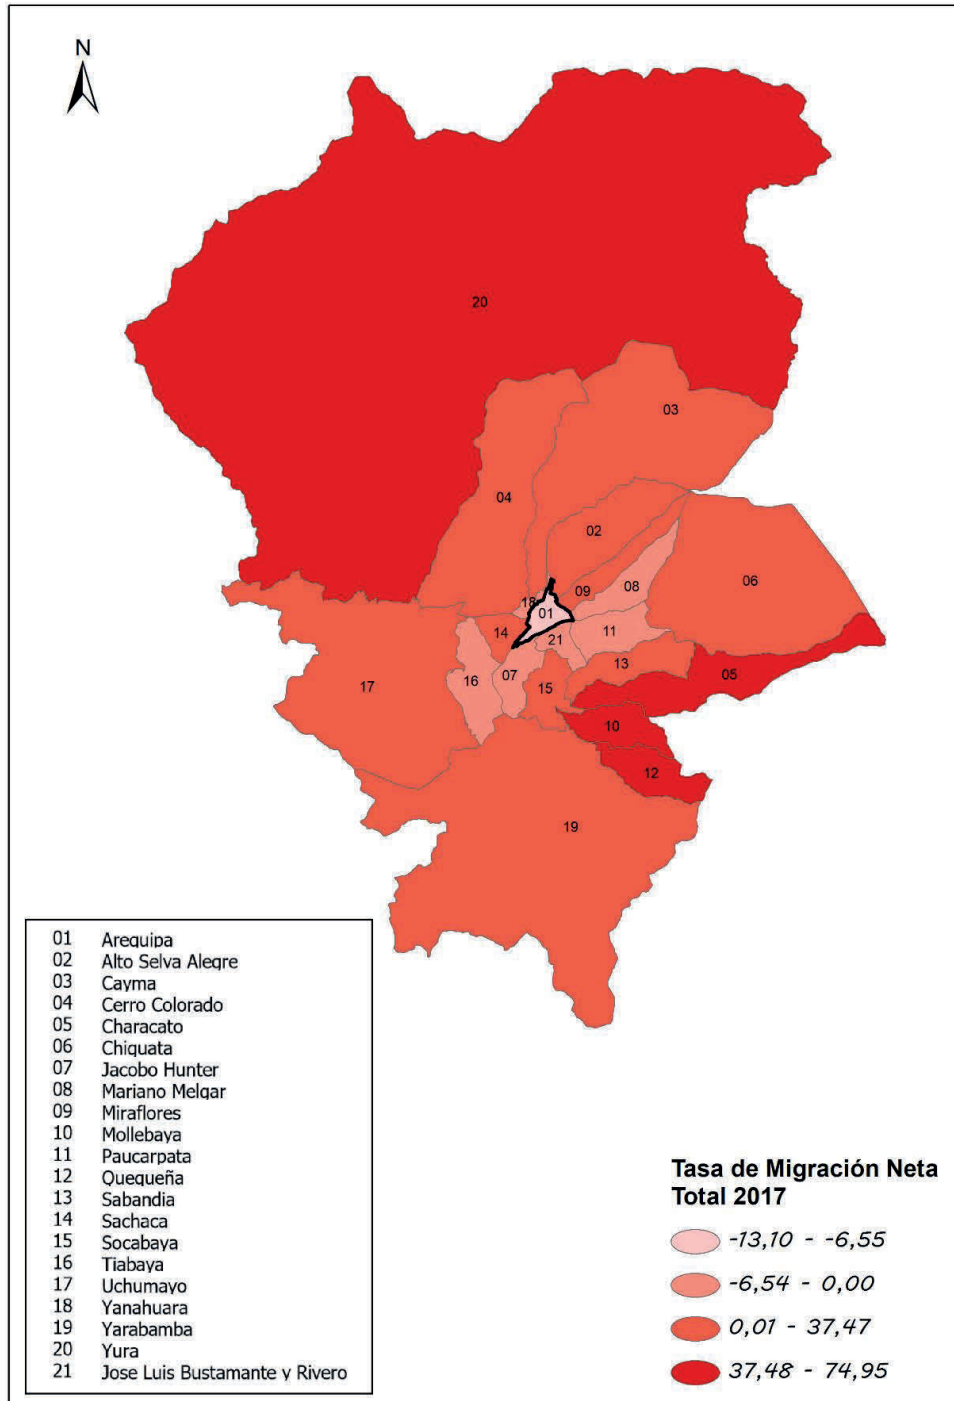 N
20
03
04
02
06
09
08
18
01
11
21
14
13
05
16
07
15
17
10
12
19
01 Arequipa
02 Alto Selva Alegre
03 Cayma
04 Cerro Colorado
05 Characato
06 Chiquata
07 Jacobo Hunter
08 Mariano Melgar
09 Miraflores
10 Mollebaya
11 Paucarpata
12 Quequeña
13 Sabandia
14 Sachaca
15 Socabaya
16 Tiabaya
17 Uchumayo
18 Yanahuara
19 Yarabamba
20 Yura
21 Jose Luis Bustamante y Rivero
Tasa de Migración Neta
Total 2017
-13,10 - -6,55
-6,54 - 0,00
0,01 - 37,47
37,48 - 74,95